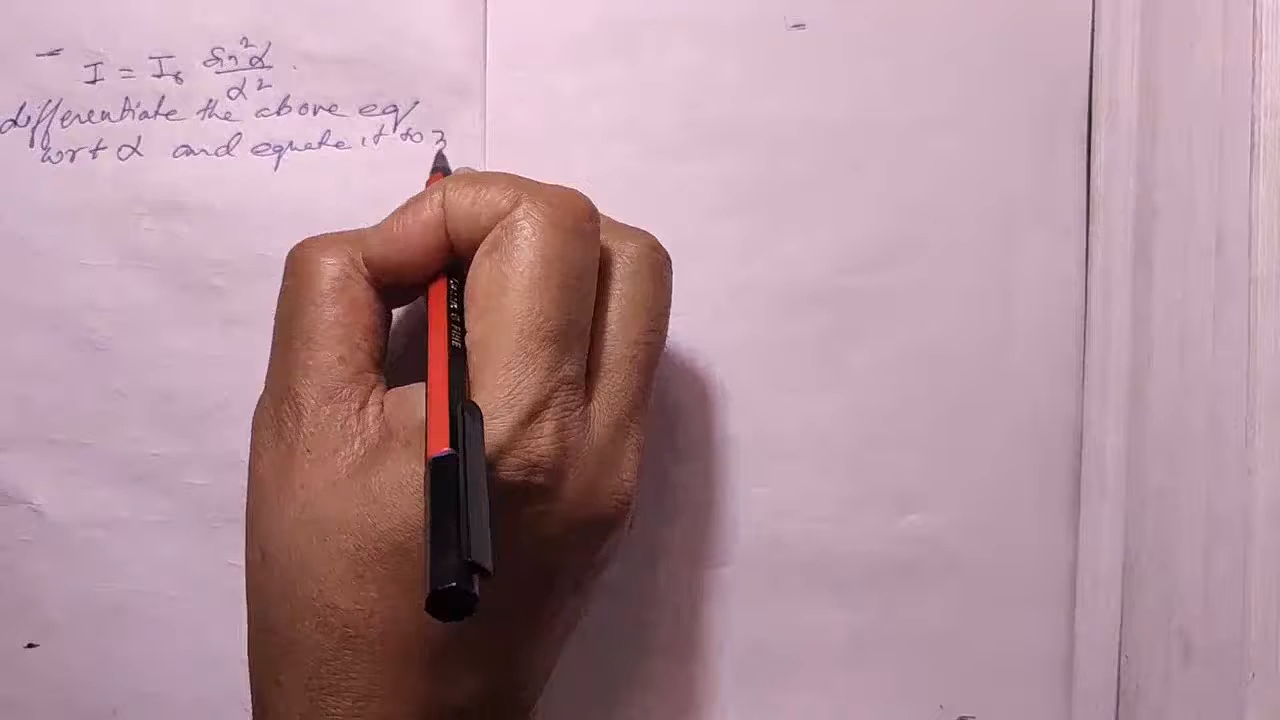 I = I₀ sin²α/α².
differentiate the above eq
wrt α and equate it to